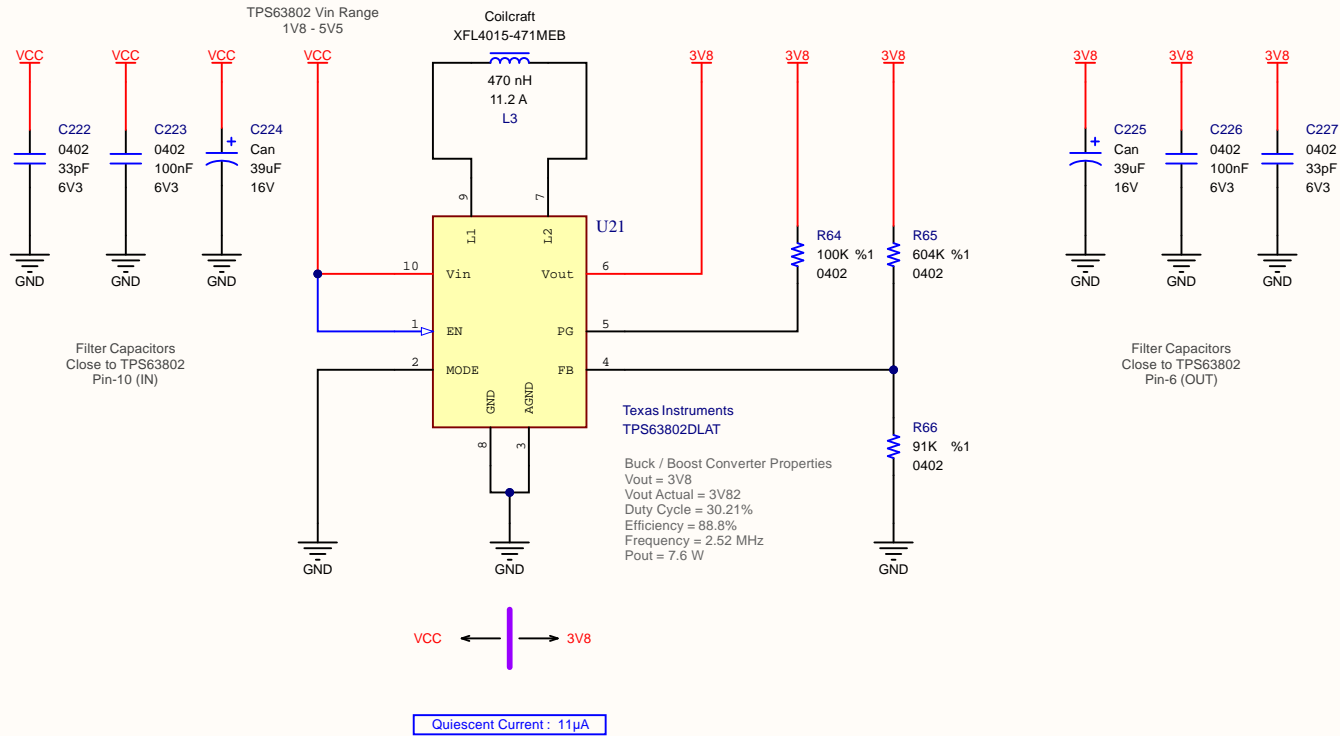 TPS63802 Vin Range
1V8 - 5V5
Coilcraft
XFL4015-471MEB
470 nH
11.2 A
L3
VCC
VCC
VCC
VCC
3V8
3V8
3V8
3V8
3V8
3V8
C222
0402
33pF
6V3
C223
0402
100nF
6V3
C224
+
Can
39uF
16V
GND
GND
GND
Filter Capacitors
Close to TPS63802
Pin-10 (IN)
9
7
L1
L2
U21
10
Vin
Vout
6
1
EN
PG
5
2
MODE
FB
4
GND
AGND
8
3
R64
100K %1
0402
R65
604K %1
0402
R66
91K %1
0402
C225
+
Can
39uF
16V
C226
0402
100nF
6V3
C227
0402
33pF
6V3
GND
GND
GND
Filter Capacitors
Close to TPS63802
Pin-6 (OUT)
Texas Instruments
TPS63802DLAT
Buck / Boost Converter Properties
Vout = 3V8
Vout Actual = 3V82
Duty Cycle = 30.21%
Efficiency = 88.8%
Frequency = 2.52 MHz
Pout = 7.6 W
GND
GND
GND
VCC
3V8
Quiescent Current : 11µA